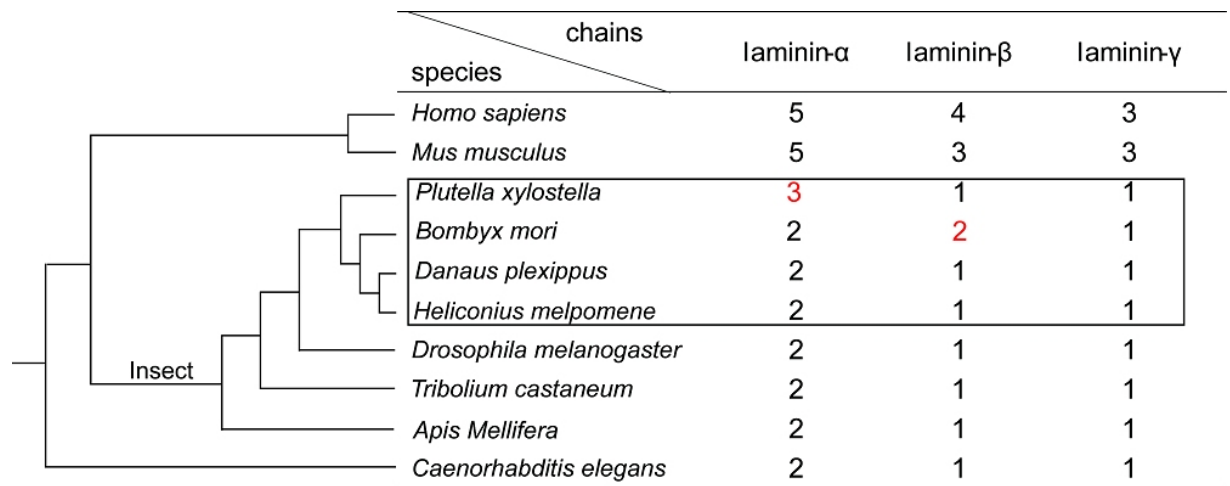 chains laminin-α laminin-β laminin-γ
species
Homo sapiens 5 4 3
Mus musculus 5 3 3
Plutella xylostella 3 1 1
Bombyx mori 2 2 1
Danaus plexippus 2 1 1
Heliconius melpomene 2 1 1
Drosophila melanogaster 2 1 1
Insect
Tribolium castaneum 2 1 1
Apis Mellifera 2 1 1
Caenorhabditis elegans 2 1 1